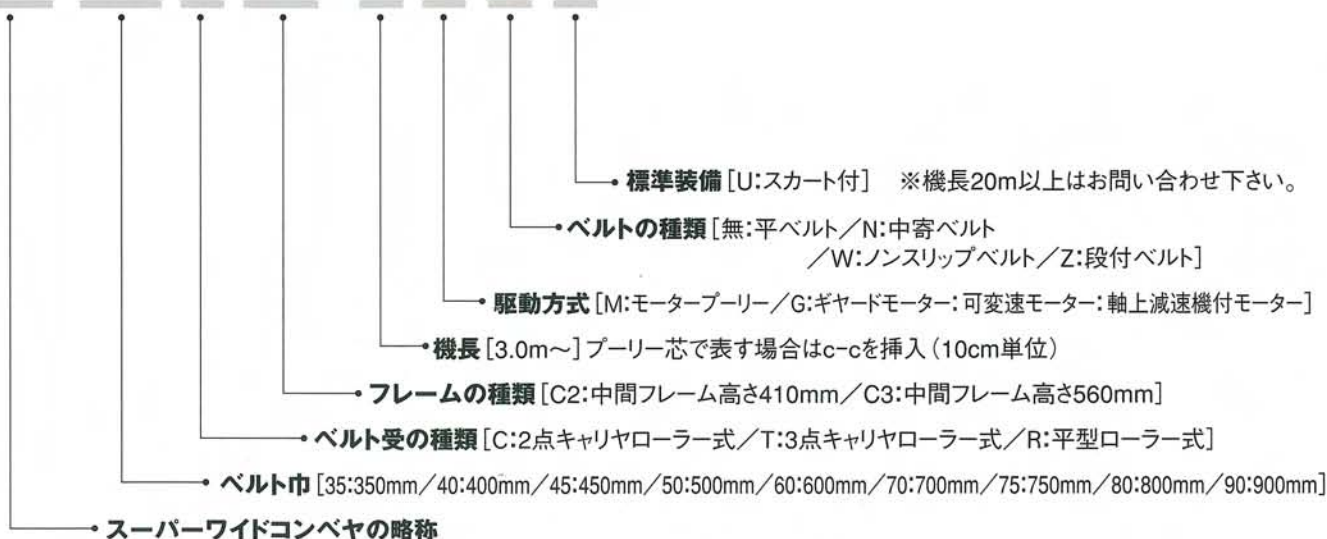 標準装備[U:スカート付] ※機長20m以上はお問い合わせ下さい。
ベルトの種類[無:平ベルト/N:中寄ベルト
/W:ノンスリップベルト/Z:段付ベルト]
駆動方式[M:モータープーリー/G:ギヤードモーター:可変速モーター:軸上減速機付モーター]
機長[3.0m〜]プーリー芯で表す場合はc-cを挿入(10cm単位)
フレームの種類[C2:中間フレーム高さ410mm/C3:中間フレーム高さ560mm]
ベルト受の種類[C:2点キャリヤローラー式/T:3点キャリヤローラー式/R:平型ローラー式]
ベルト巾[35:350mm/40:400mm/45:450mm/50:500mm/60:600mm/70:700mm/75:750mm/80:800mm/90:900mm]
スーパーワイドコンベヤの略称